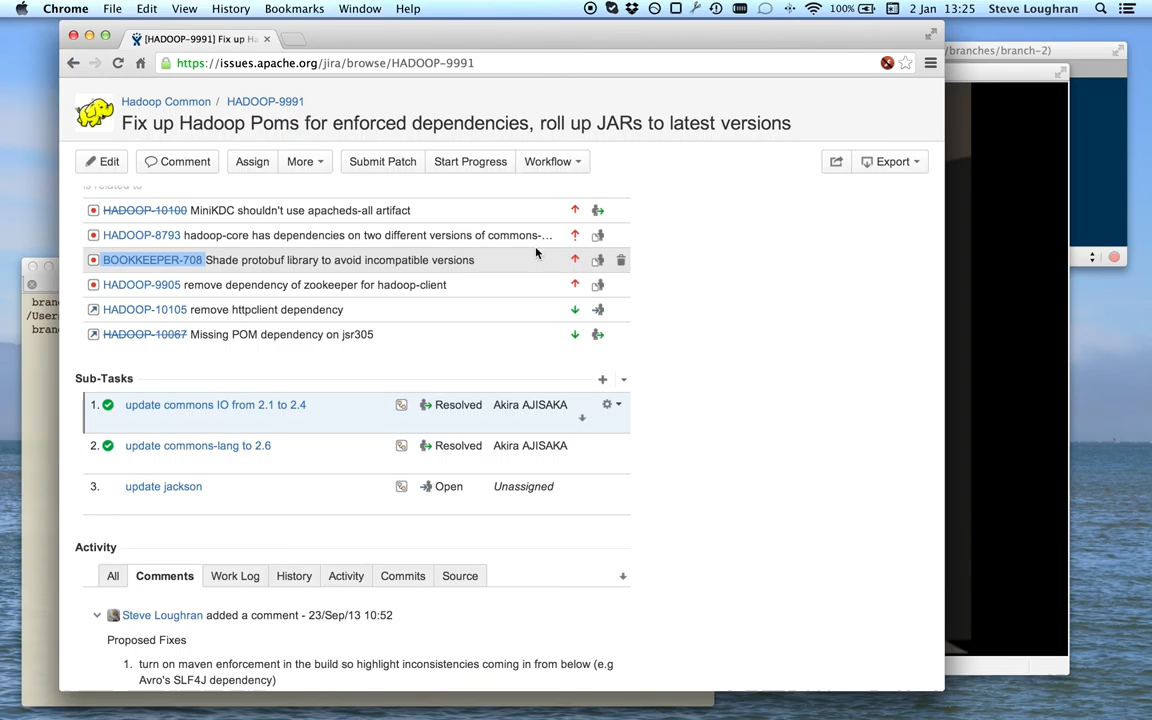 Chrome File Edit View History Bookmarks Window Help 100% 2 Jan 13:25 Steve Loughran
[HADOOP-9991] Fix up Ha
/branches/branch-2)
https://issues.apache.org/jira/browse/HADOOP-9991
Hadoop Common / HADOOP-9991
Fix up Hadoop Poms for enforced dependencies, roll up JARs to latest versions
Edit Comment Assign More Submit Patch Start Progress Workflow Export
is related to
HADOOP-10100 MiniKDC shouldn't use apacheds-all artifact
HADOOP-8793 hadoop-core has dependencies on two different versions of commons-...
BOOKKEEPER-708 Shade protobuf library to avoid incompatible versions
HADOOP-9905 remove dependency of zookeeper for hadoop-client
HADOOP-10105 remove httpclient dependency
HADOOP-10067 Missing POM dependency on jsr305
bran
/User
bran
Sub-Tasks
1. update commons IO from 2.1 to 2.4 Resolved Akira AJISAKA
2. update commons-lang to 2.6 Resolved Akira AJISAKA
3. update jackson Open Unassigned
Activity
All Comments Work Log History Activity Commits Source
Steve Loughran added a comment - 23/Sep/13 10:52
Proposed Fixes
1. turn on maven enforcement in the build so highlight inconsistencies coming in from below (e.g
Avro's SLF4J dependency)